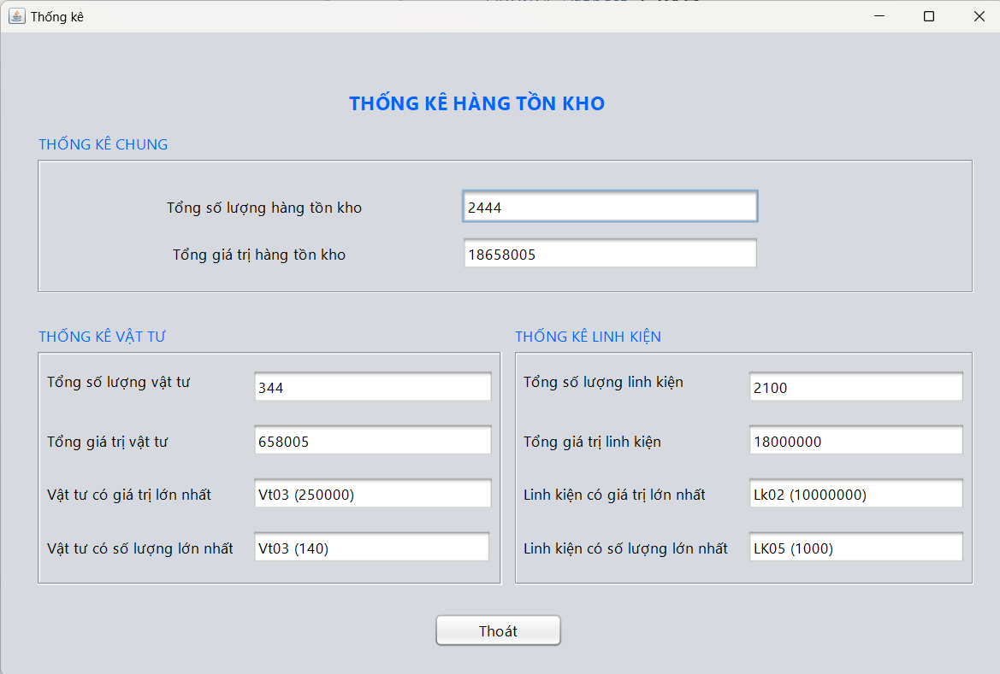 Thống kê
THỐNG KÊ HÀNG TỒN KHO
THỐNG KÊ CHUNG
Tổng số lượng hàng tồn kho 2444
Tổng giá trị hàng tồn kho 18658005
THỐNG KÊ VẬT TƯ
Tổng số lượng vật tư 344
Tổng giá trị vật tư 658005
Vật tư có giá trị lớn nhất Vt03 (250000)
Vật tư có số lượng lớn nhất Vt03 (140)
THỐNG KÊ LINH KIỆN
Tổng số lượng linh kiện 2100
Tổng giá trị linh kiện 18000000
Linh kiện có giá trị lớn nhất Lk02 (10000000)
Linh kiện có số lượng lớn nhất LK05 (1000)
Thoát